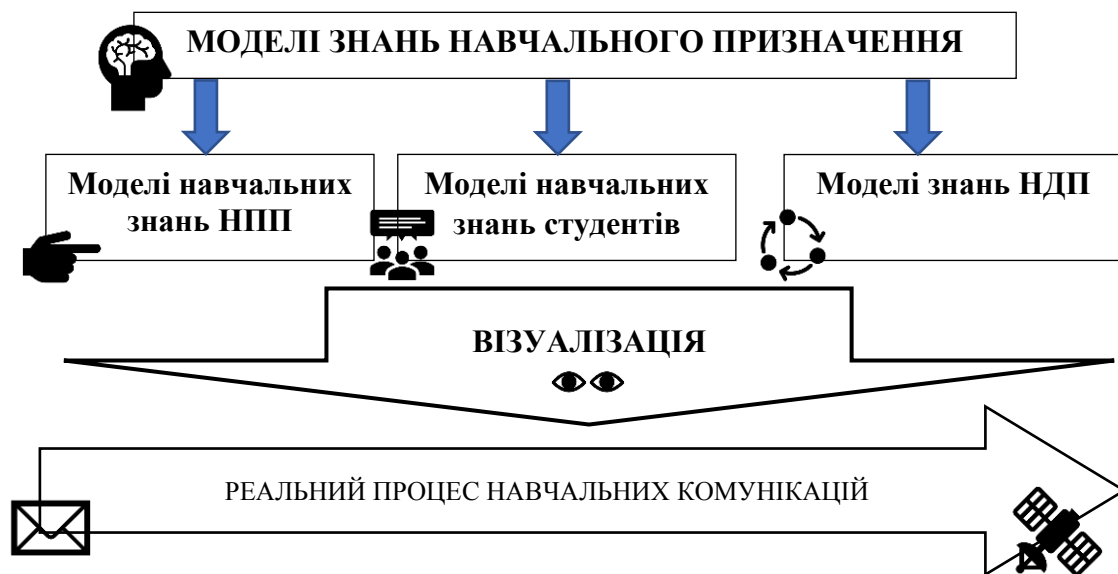 МОДЕЛІ ЗНАНЬ НАВЧАЛЬНОГО ПРИЗНАЧЕННЯ
Моделі навчальних
знань НПП
Моделі навчальних
знань студентів
Моделі знань НДП
ВІЗУАЛІЗАЦІЯ
РЕАЛЬНИЙ ПРОЦЕС НАВЧАЛЬНИХ КОМУНІКАЦІЙ